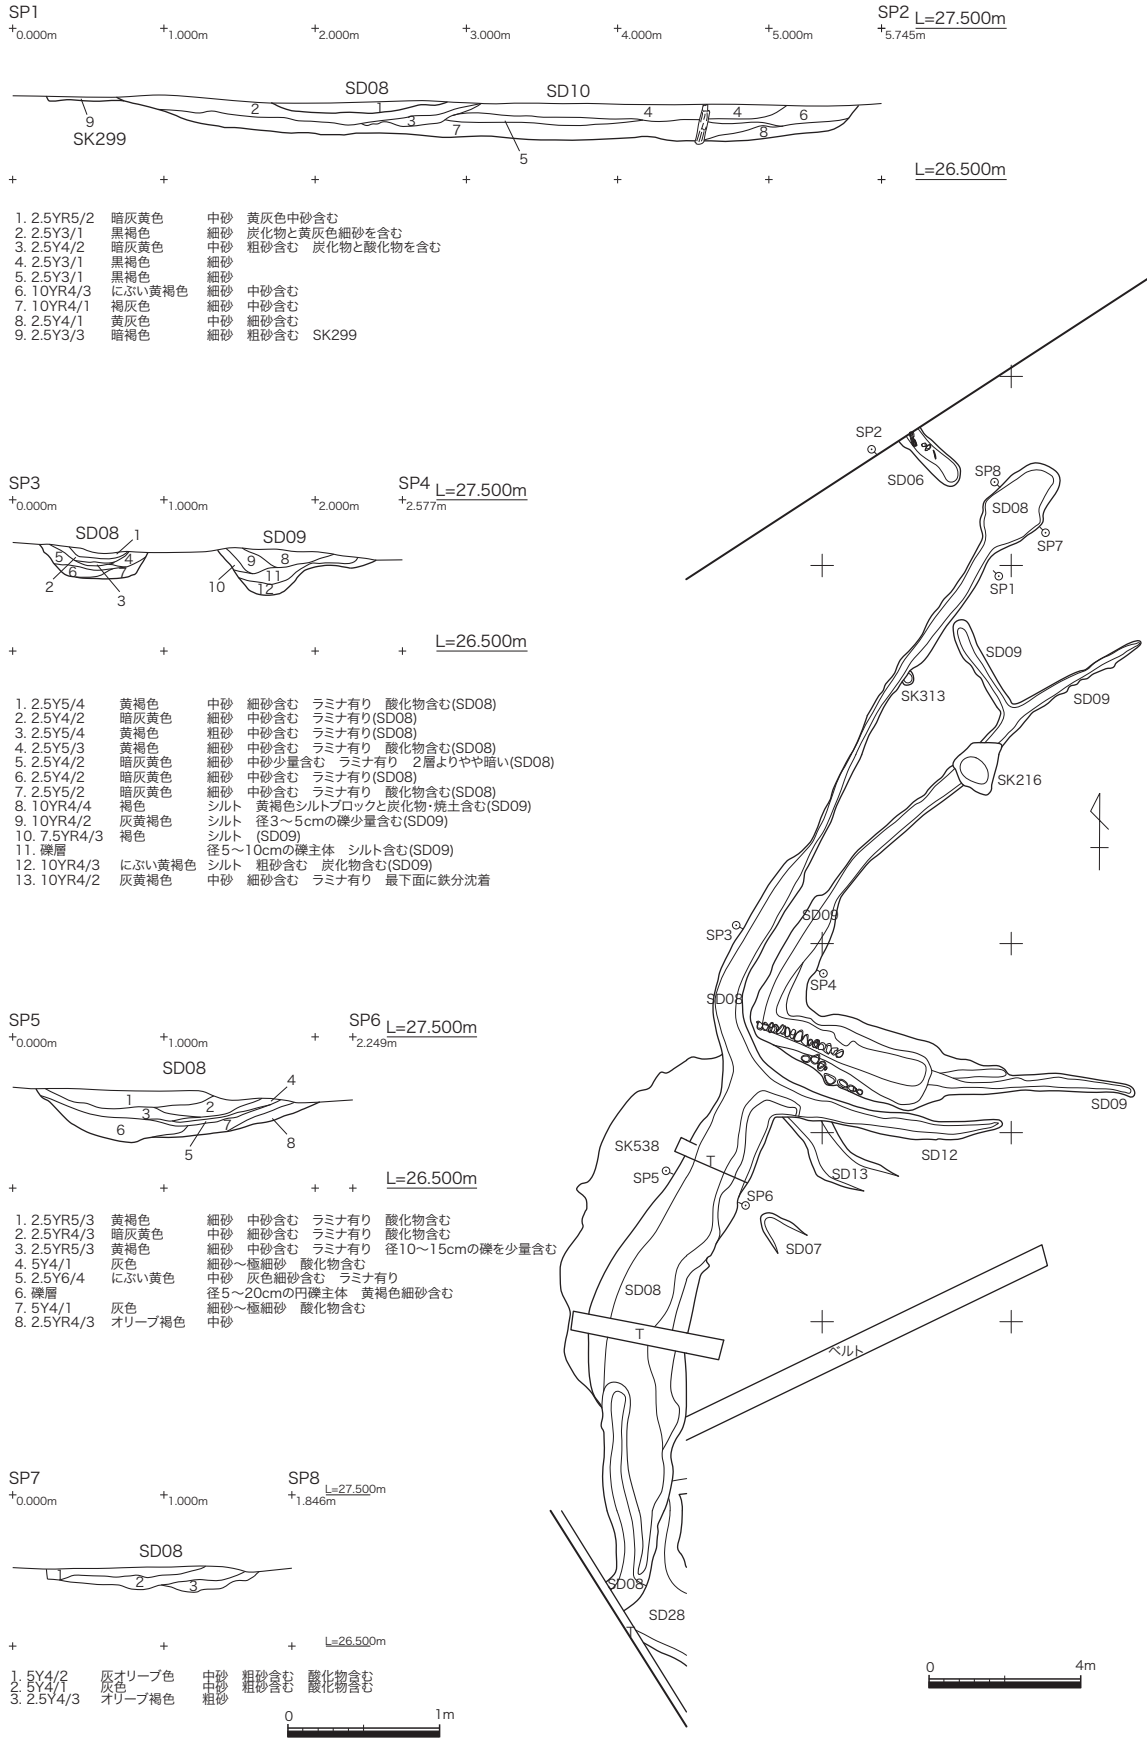 SP1
SP2 L=27.500m
0.000m 1.000m 2.000m 3.000m 4.000m 5.000m 5.745m
SD08 SD10
2 1 4 4 6
9 3 7 8
SK299
5
L=26.500m
1. 2.5YR5/2 暗灰黄色 中砂 黄灰色中砂含む
2. 2.5Y3/1 黒褐色 細砂 炭化物と黄灰色細砂を含む
3. 2.5Y4/2 暗灰黄色 中砂 粗砂含む 炭化物と酸化物を含む
4. 2.5Y3/1 黒褐色 細砂
5. 2.5Y3/1 黒褐色 細砂
6. 10YR4/3 にぶい黄褐色 細砂 中砂含む
7. 10YR4/1 褐灰色 細砂 中砂含む
8. 2.5Y4/1 黄灰色 中砂 細砂含む
9. 2.5Y3/3 暗褐色 細砂 粗砂含む SK299
SP3 SP4 L=27.500m
0.000m 1.000m 2.000m 2.577m
SD08 1 SD09
5 4 9 8
2 6 7 10 11
3 12
L=26.500m
1. 2.5Y5/4 黄褐色 中砂 細砂含む ラミナ有り 酸化物含む(SD08)
2. 2.5Y4/2 暗灰黄色 細砂 中砂含む ラミナ有り(SD08)
3. 2.5Y5/4 黄褐色 粗砂 中砂含む ラミナ有り(SD08)
4. 2.5Y5/3 黄褐色 細砂 中砂含む ラミナ有り 酸化物含む(SD08)
5. 2.5Y4/2 暗灰黄色 細砂 中砂少量含む ラミナ有り 2層よりやや暗い(SD08)
6. 2.5Y4/2 暗灰黄色 細砂 中砂含む ラミナ有り(SD08)
7. 2.5Y5/2 暗灰黄色 細砂 中砂含む ラミナ有り 酸化物含む(SD08)
8. 10YR4/4 褐色 シルト 黄褐色シルトブロックと炭化物・焼土含む(SD09)
9. 10YR4/2 灰黄褐色 シルト 径3～5cmの礫少量含む(SD09)
10. 7.5YR4/3 褐色 シルト (SD09)
11. 礫層 径5～10cmの礫主体 シルト含む(SD09)
12. 10YR4/3 にぶい黄褐色 シルト 粗砂含む 炭化物含む(SD09)
13. 10YR4/2 灰黄褐色 中砂 細砂含む ラミナ有り 最下面に鉄分沈着
SP5 SP6 L=27.500m
0.000m 1.000m 2.249m
SD08
1 2 4
3
6 7
5 8
L=26.500m
1. 2.5YR5/3 黄褐色 細砂 中砂含む ラミナ有り 酸化物含む
2. 2.5YR4/3 暗灰黄色 中砂 細砂含む ラミナ有り 酸化物含む
3. 2.5YR5/3 黄褐色 細砂 中砂含む ラミナ有り 径10～15cmの礫を少量含む
4. 5Y4/1 灰色 細砂～極細砂 酸化物含む
5. 2.5Y6/4 にぶい黄色 中砂 灰色細砂含む ラミナ有り
6. 礫層 径5～20cmの円礫主体 黄褐色細砂含む
7. 5Y4/1 灰色 細砂～極細砂 酸化物含む
8. 2.5YR4/3 オリーブ褐色 中砂
SP7 SP8 L=27.500m
0.000m 1.000m 1.846m
SD08
1 2 3
L=26.500m
1. 5Y4/2 灰オリーブ色 中砂 粗砂含む 酸化物含む
2. 5Y4/1 灰色 中砂 粗砂含む 酸化物含む
3. 2.5Y4/3 オリーブ褐色 粗砂
0 1m
SP2
SD06
SP8
SD08
SP7
SP1
SD09
SK313
SD09
SK216
SD09
SP3
SP4
SD08
SD09
SD12
SK538
T
SD13
SP5
SP6
SD07
SD08
T
ベルト
SD08
SD28
T
0 4m